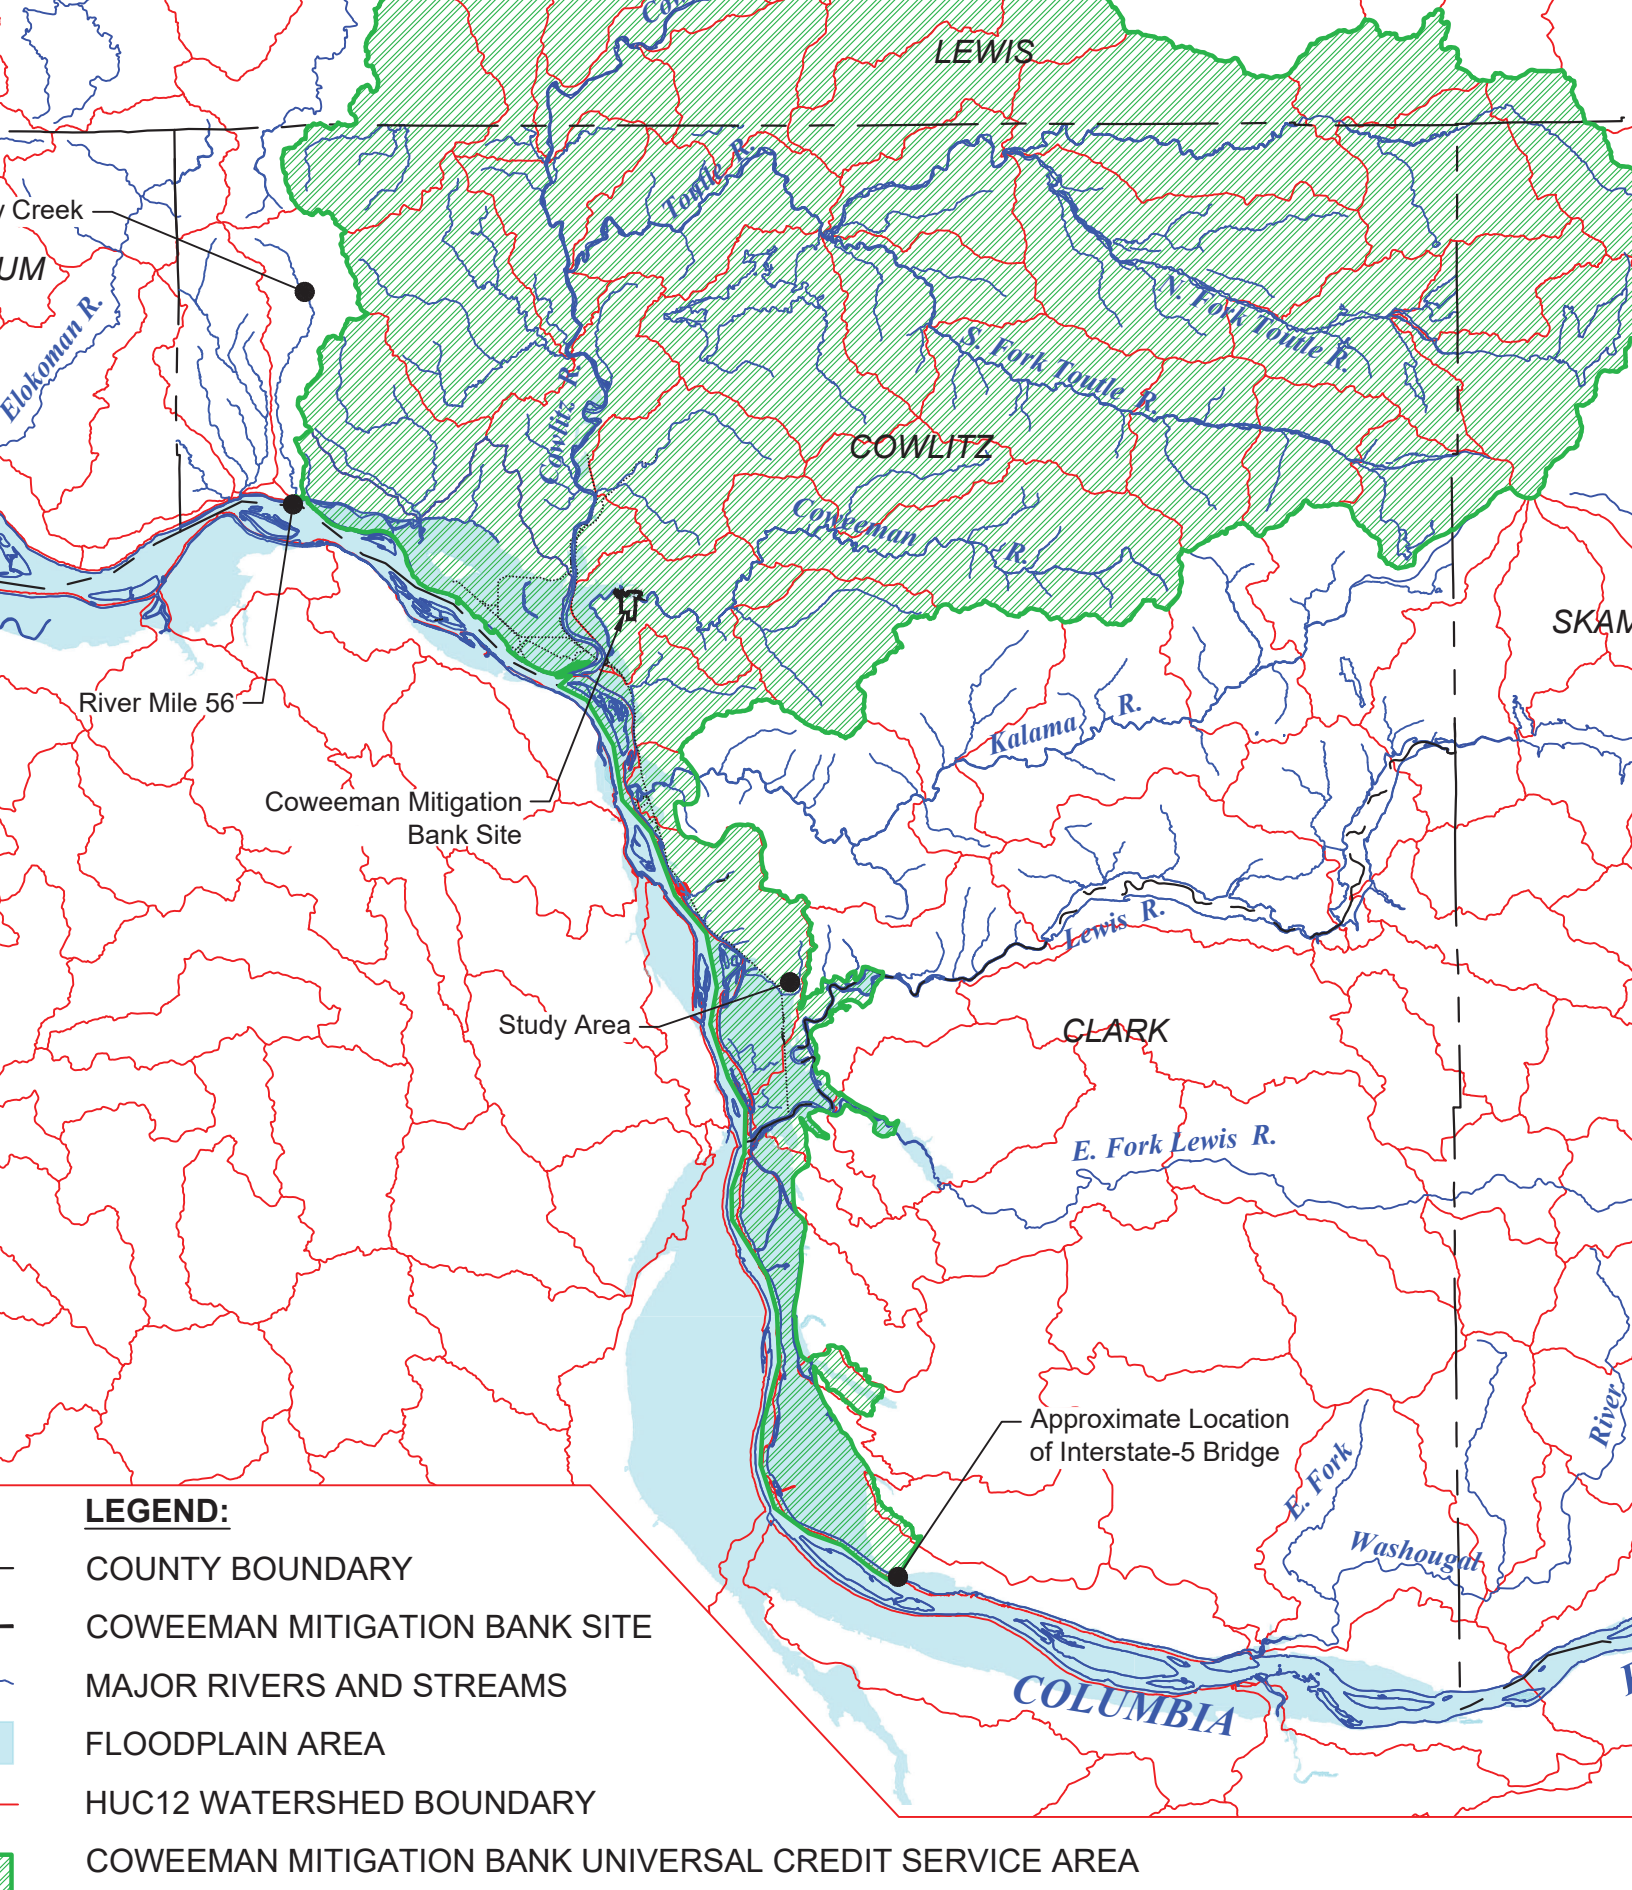 LEWIS
Toutle R.
Creek
UM
Elokoman R.
N. Fork Toutle R.
S. Fork Toutle R.
Cowlitz R.
COWLITZ
Coweeman R.
SKAM
River Mile 56
Kalama R.
Coweeman Mitigation
Bank Site
Lewis R.
Study Area
CLARK
E. Fork Lewis R.
Approximate Location
of Interstate-5 Bridge
River
E. Fork
Washougal
COLUMBIA
LEGEND:
COUNTY BOUNDARY
COWEEMAN MITIGATION BANK SITE
MAJOR RIVERS AND STREAMS
FLOODPLAIN AREA
HUC12 WATERSHED BOUNDARY
COWEEMAN MITIGATION BANK UNIVERSAL CREDIT SERVICE AREA